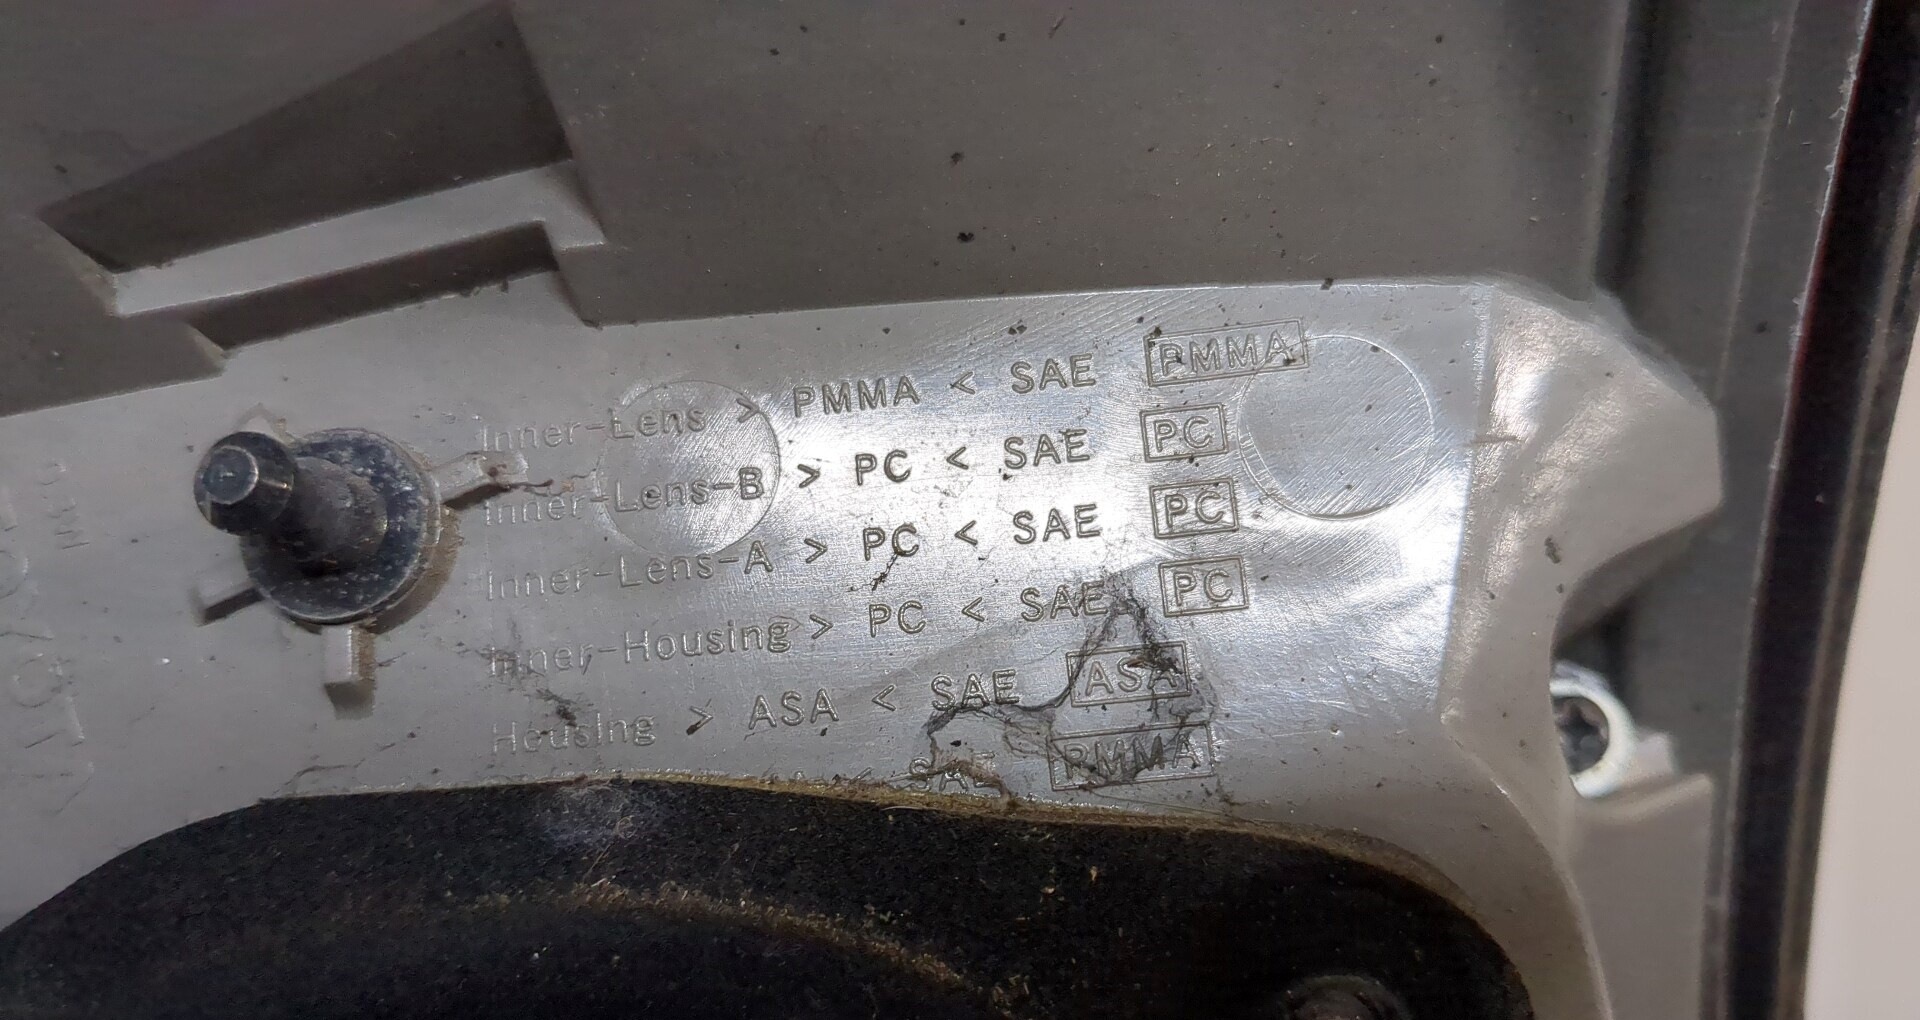 Inner-Lens > PMMA < SAE PMMA
Inner-Lens-B > PC < SAE PC
Inner-Lens-A > PC < SAE PC
Inner-Housing > PC < SAE PC
Housing > ASA < SAE ASA
< SAE PMMA